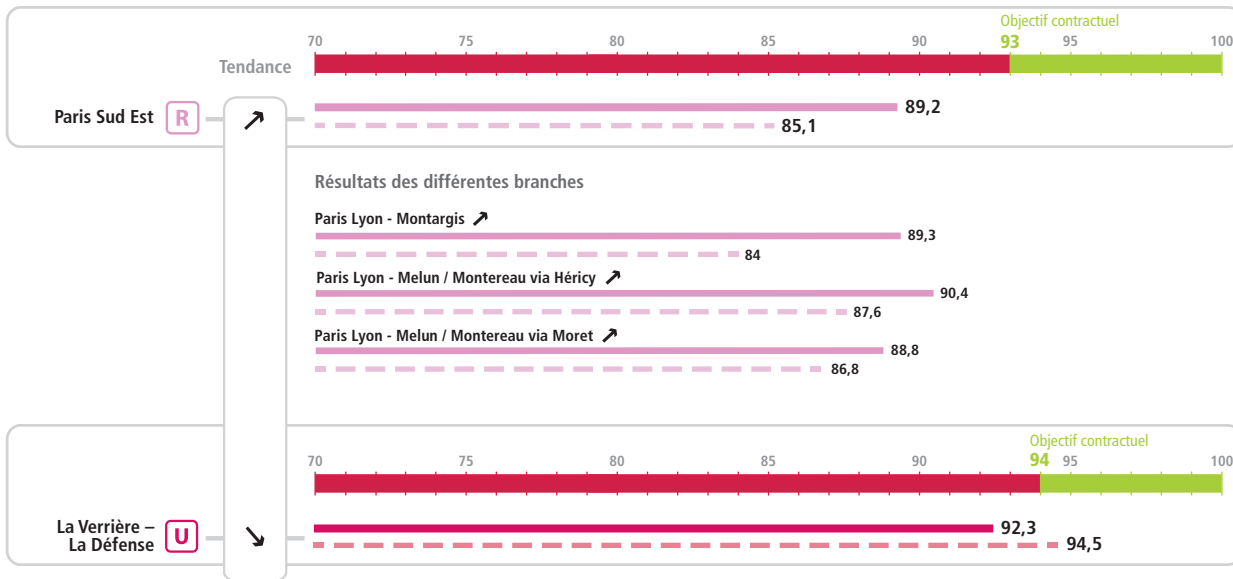 Objectif contractuel
70 75 80 85 90 93 95 100
Tendance
Paris Sud Est R
89,2
85,1
Résultats des différentes branches
Paris Lyon - Montargis
89,3
84
Paris Lyon - Melun / Montereau via Héricy
90,4
87,6
Paris Lyon - Melun / Montereau via Moret
88,8
86,8
Objectif contractuel
70 75 80 85 90 94 95 100
La Verrière –
La Défense U
92,3
94,5